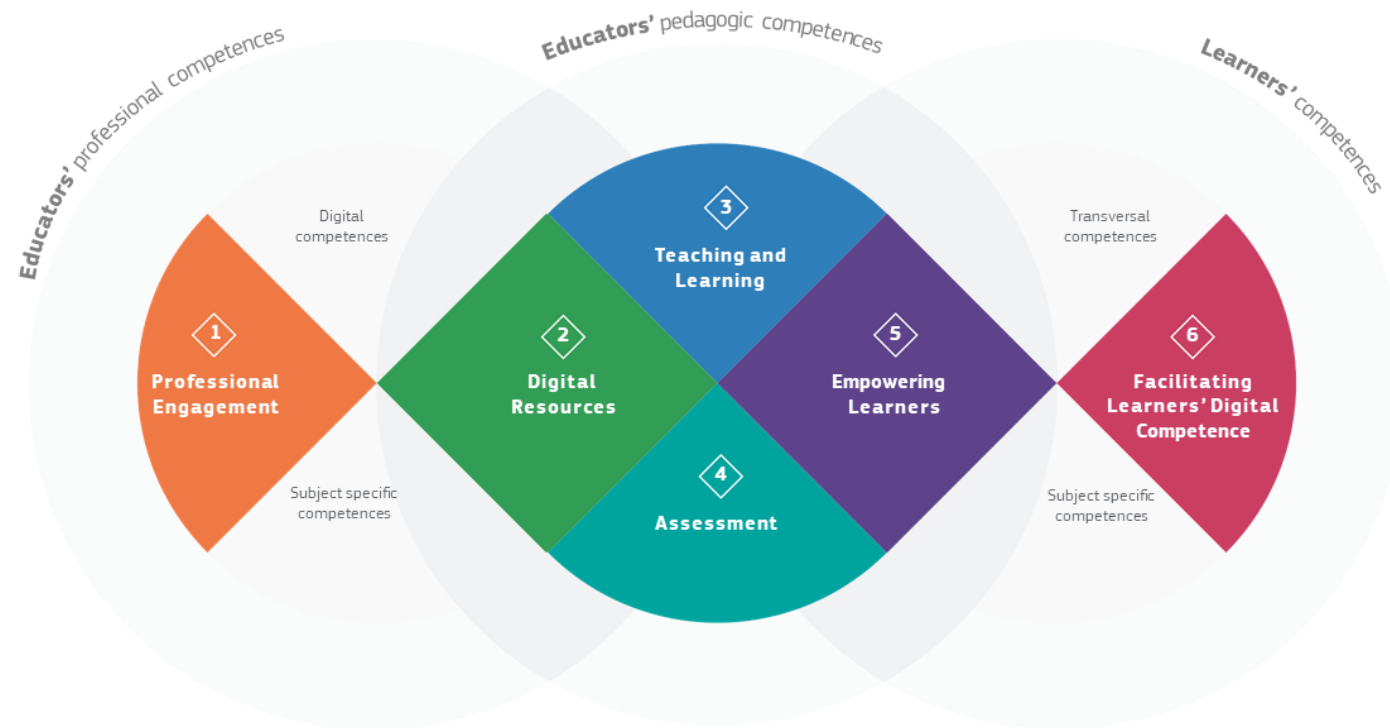 Educators’ professional competences
Educators’ pedagogic competences
Learners’ competences
Digital
competences
Transversal
competences
1
Professional
Engagement
2
Digital
Resources
3
Teaching and
Learning
4
Assessment
5
Empowering
Learners
6
Facilitating
Learners’ Digital
Competence
Subject specific
competences
Subject specific
competences